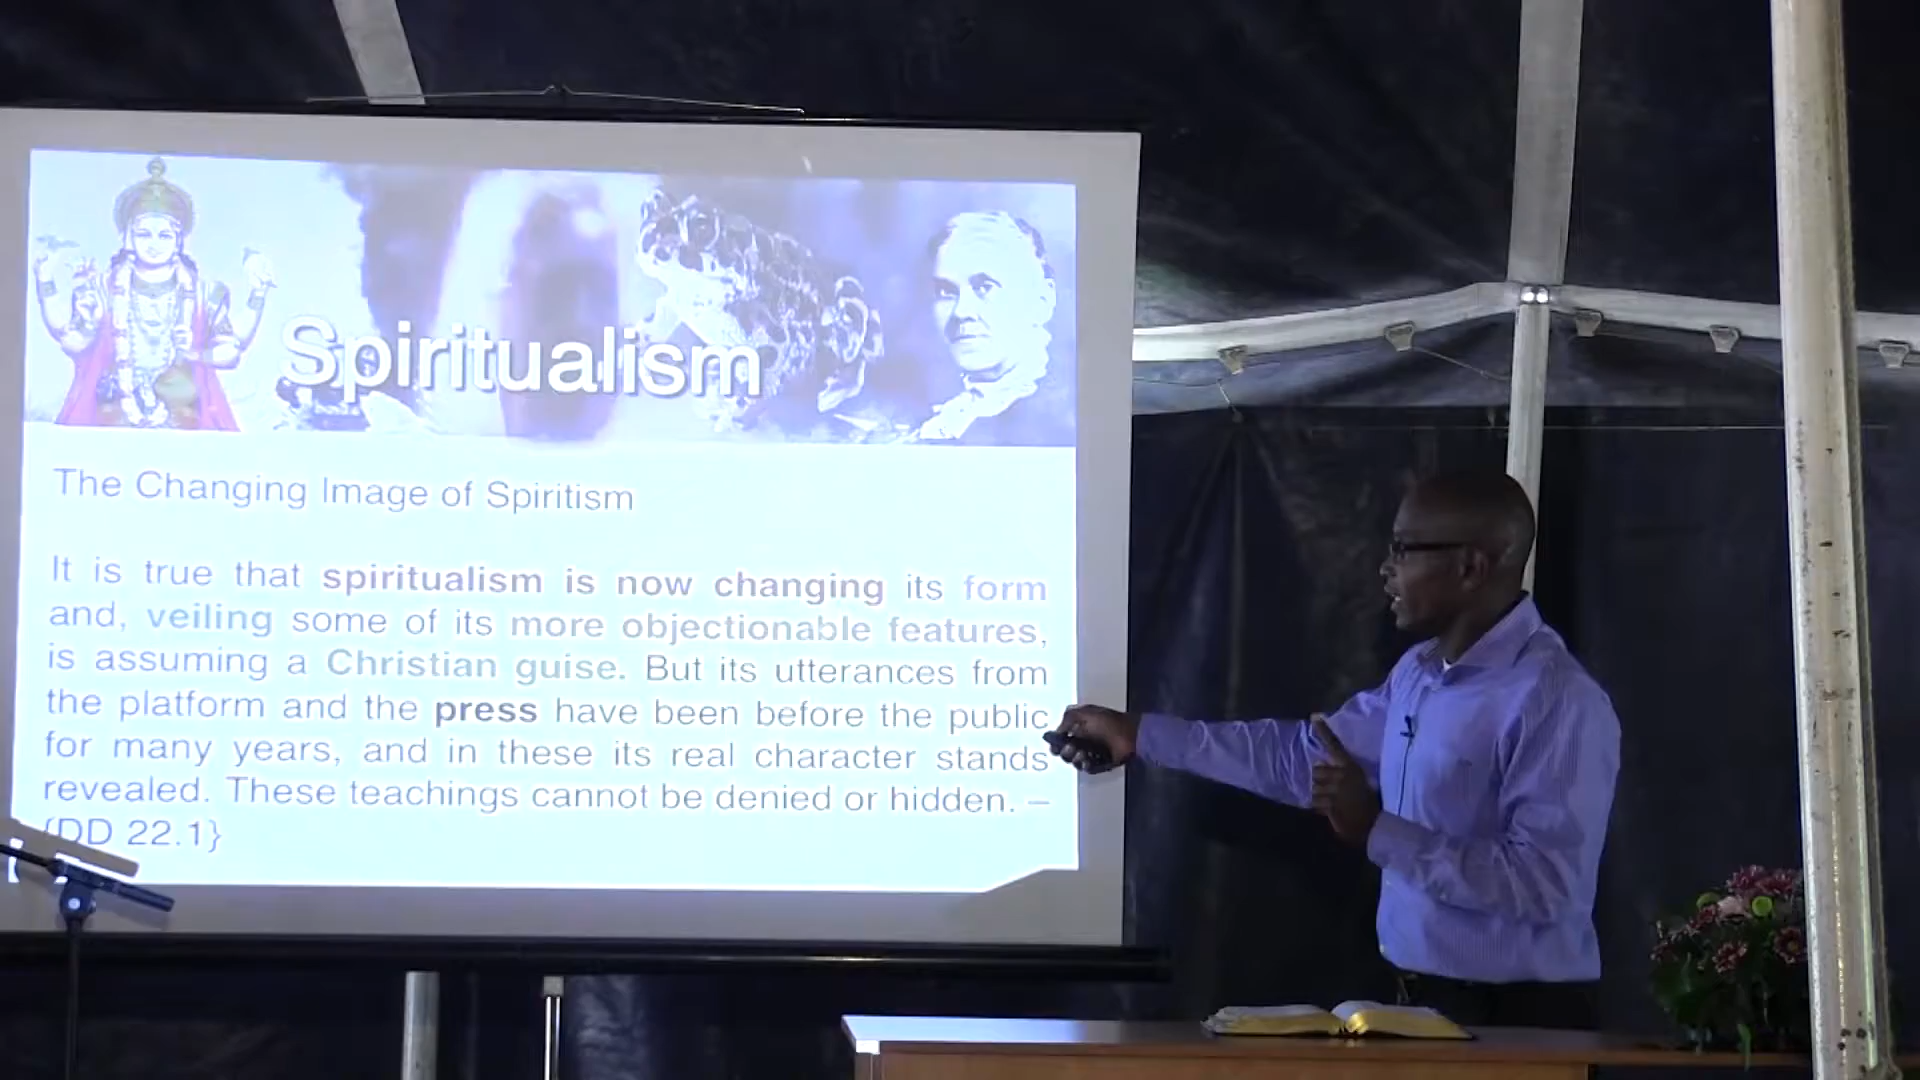 Spiritualism
The Changing Image of Spiritism
It is true that spiritualism is now changing its form
and, veiling some of its more objectionable features,
is assuming a Christian guise. But its utterances from
the platform and the press have been before the public
for many years, and in these its real character stands
revealed. These teachings cannot be denied or hidden. –
{DD 22.1}